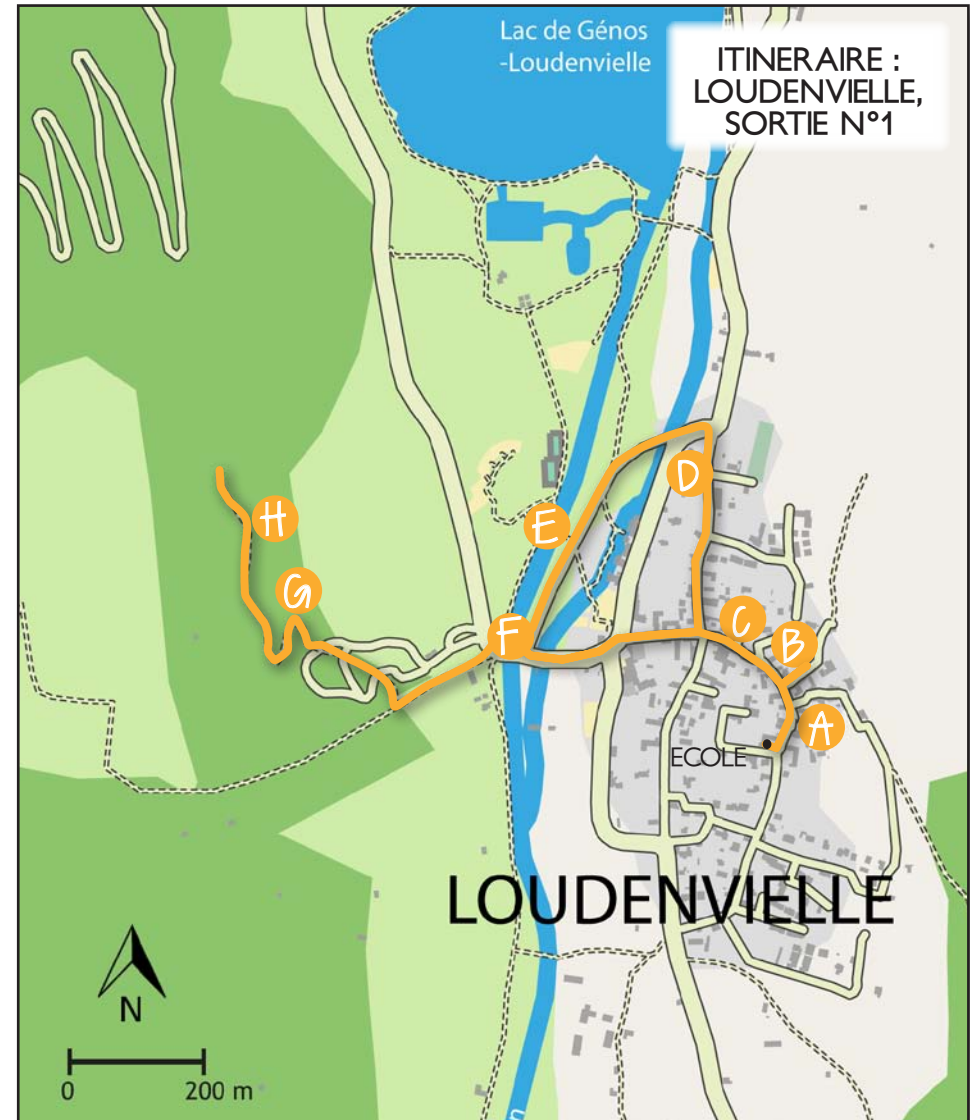 Lac de Génos
-Loudenvielle
ITINERAIRE :
LOUDENVIELLE,
SORTIE N°1
D
H
E
G
C
F
B
A
ECOLE
LOUDENVIELLE
N
0 200 m